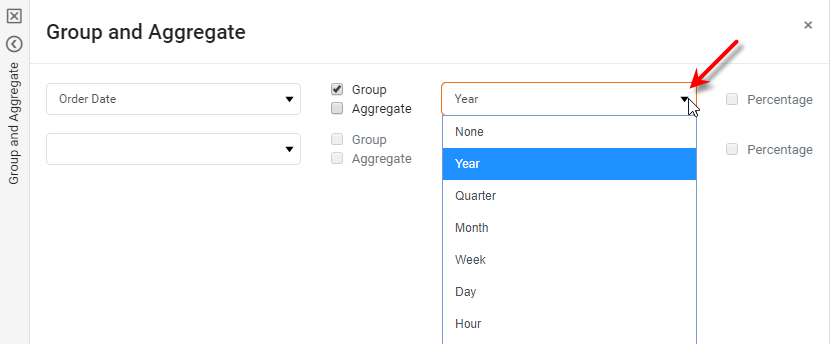 Group and Aggregate
×
Group and Aggregate
Order Date
Group
Aggregate
Year
Percentage
Group
Aggregate
Percentage
None
Year
Quarter
Month
Week
Day
Hour